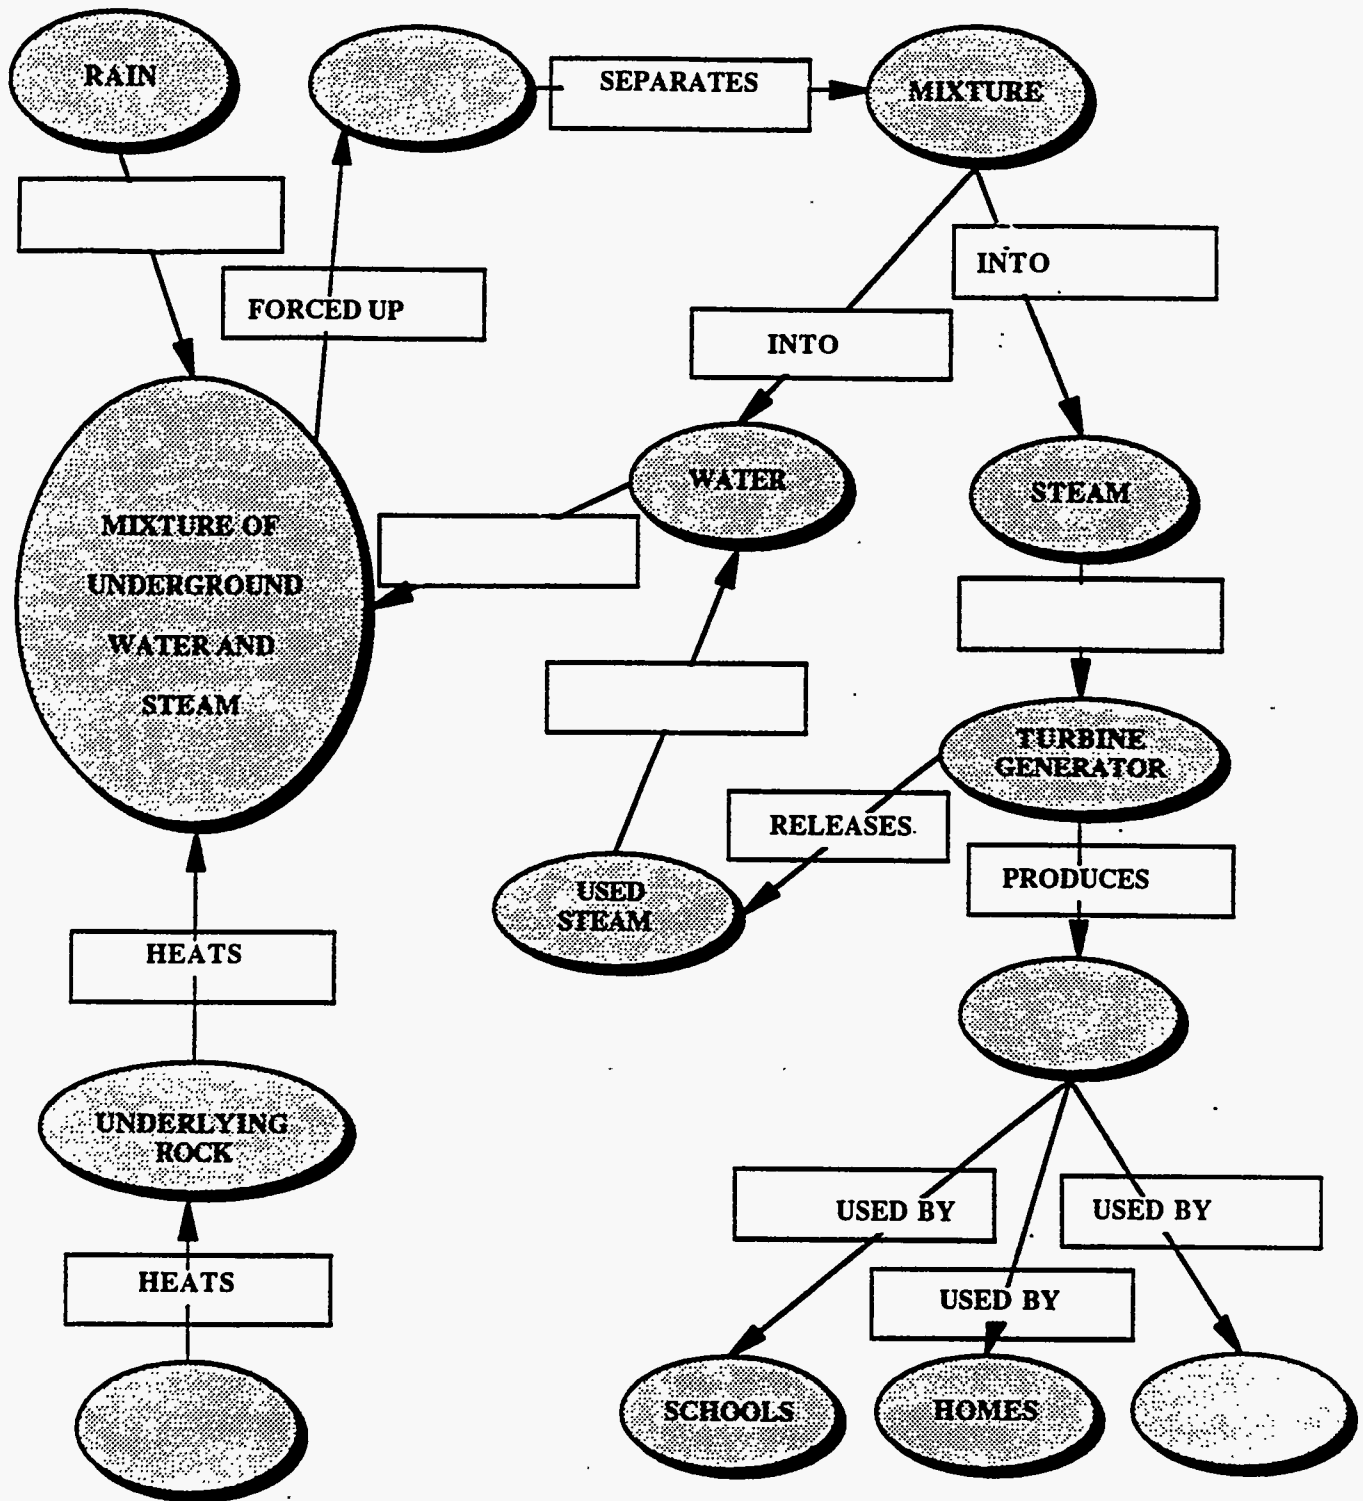 RAIN
SEPARATES
MIXTURE
INTO
FORCED UP
INTO
WATER
STEAM
MIXTURE OF
UNDERGROUND
WATER AND
STEAM
TURBINE
GENERATOR
RELEASES
PRODUCES
USED
STEAM
HEATS
UNDERLYING
ROCK
USED BY
USED BY
HEATS
USED BY
SCHOOLS
HOMES